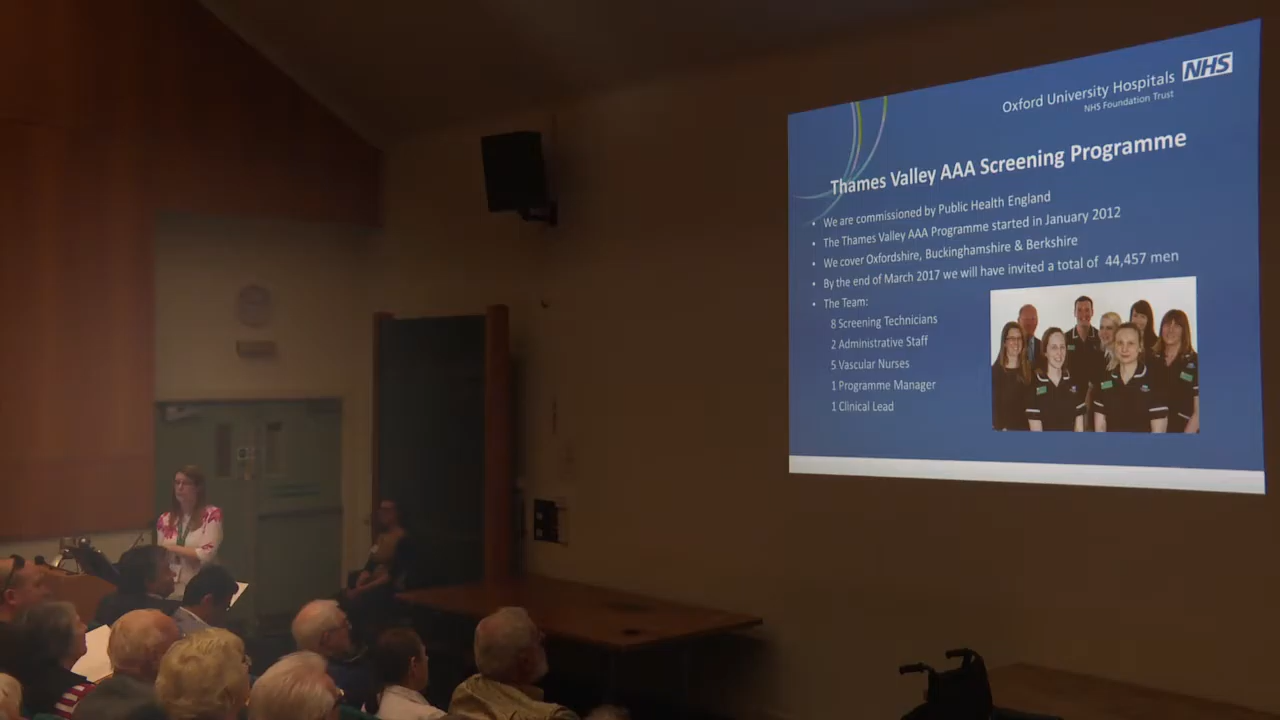 Oxford University Hospitals NHS
NHS Foundation Trust
Thames Valley AAA Screening Programme
• We are commissioned by Public Health England
• The Thames Valley AAA Programme started in January 2012
• We cover Oxfordshire, Buckinghamshire & Berkshire
• By the end of March 2017 we will have invited a total of 44,457 men
• The Team:
8 Screening Technicians
2 Administrative Staff
5 Vascular Nurses
1 Programme Manager
1 Clinical Lead